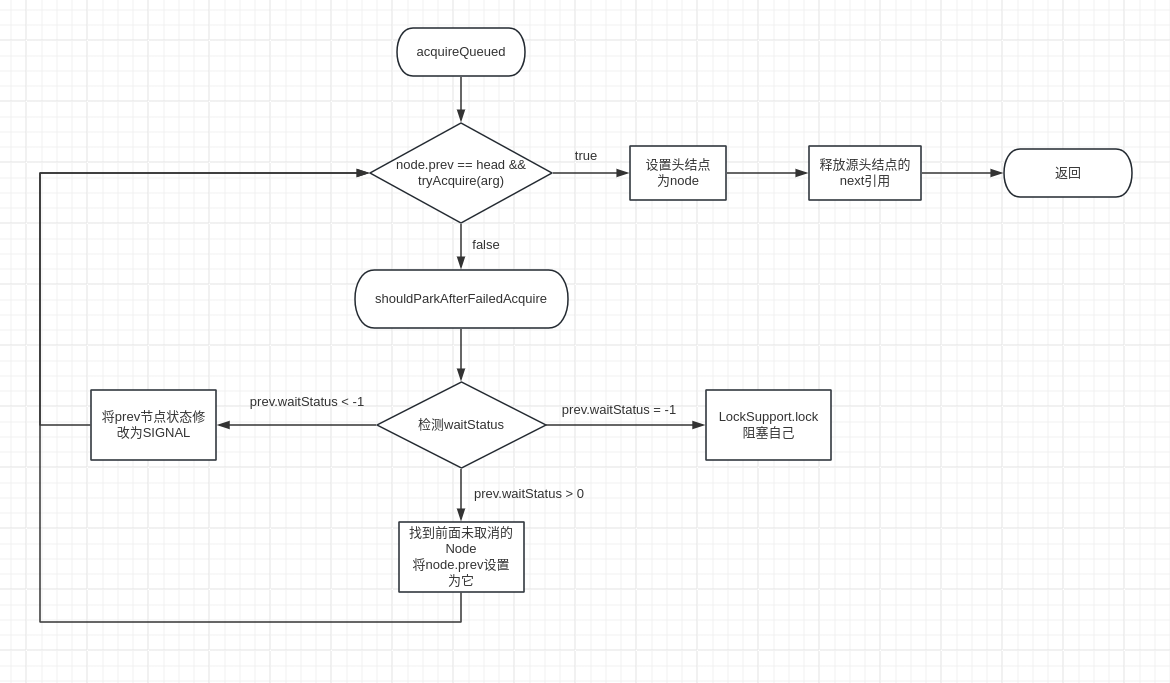 acquireQueued
node.prev == head &&
tryAcquire(arg)
true
设置头结点
为node
释放源头结点的
next引用
返回
false
shouldParkAfterFailedAcquire
prev.waitStatus < -1
将prev节点状态修
改为SIGNAL
检测waitStatus
prev.waitStatus = -1
LockSupport.lock
阻塞自己
prev.waitStatus > 0
找到前面未取消的
Node
将node.prev设置
为它